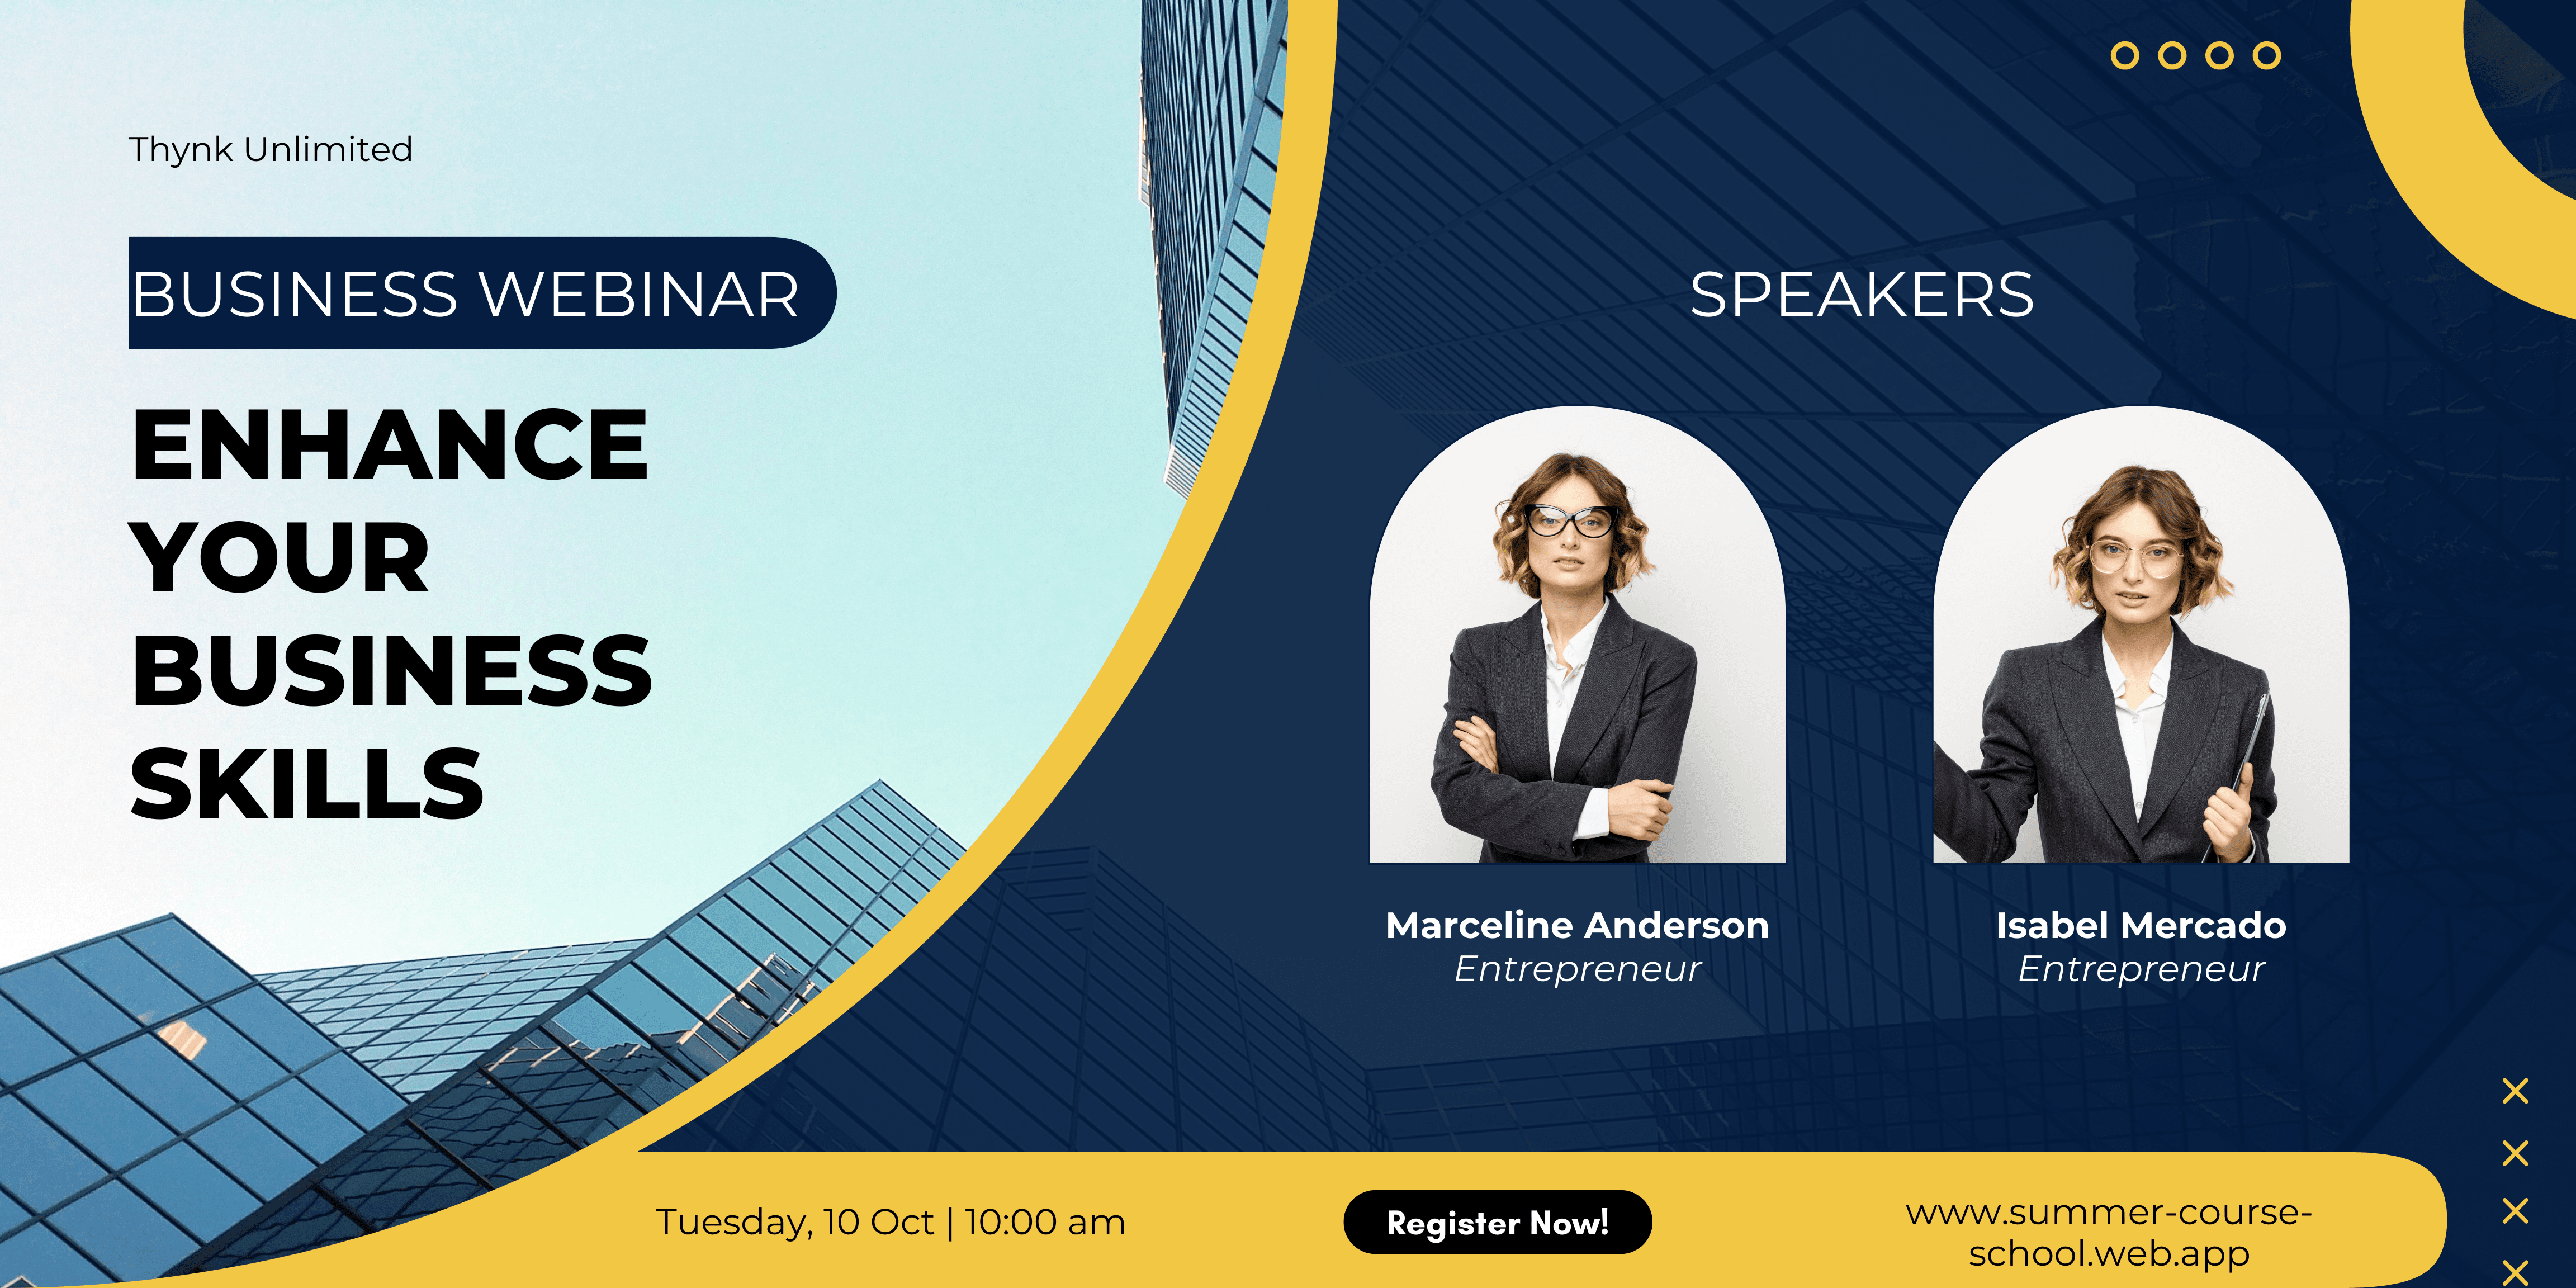 Thynk Unlimited
BUSINESS WEBINAR
ENHANCE
YOUR
BUSINESS
SKILLS
SPEAKERS
Marceline Anderson
Entrepreneur
Isabel Mercado
Entrepreneur
Tuesday, 10 Oct | 10:00 am
Register Now!
www.summer-course-
school.web.app